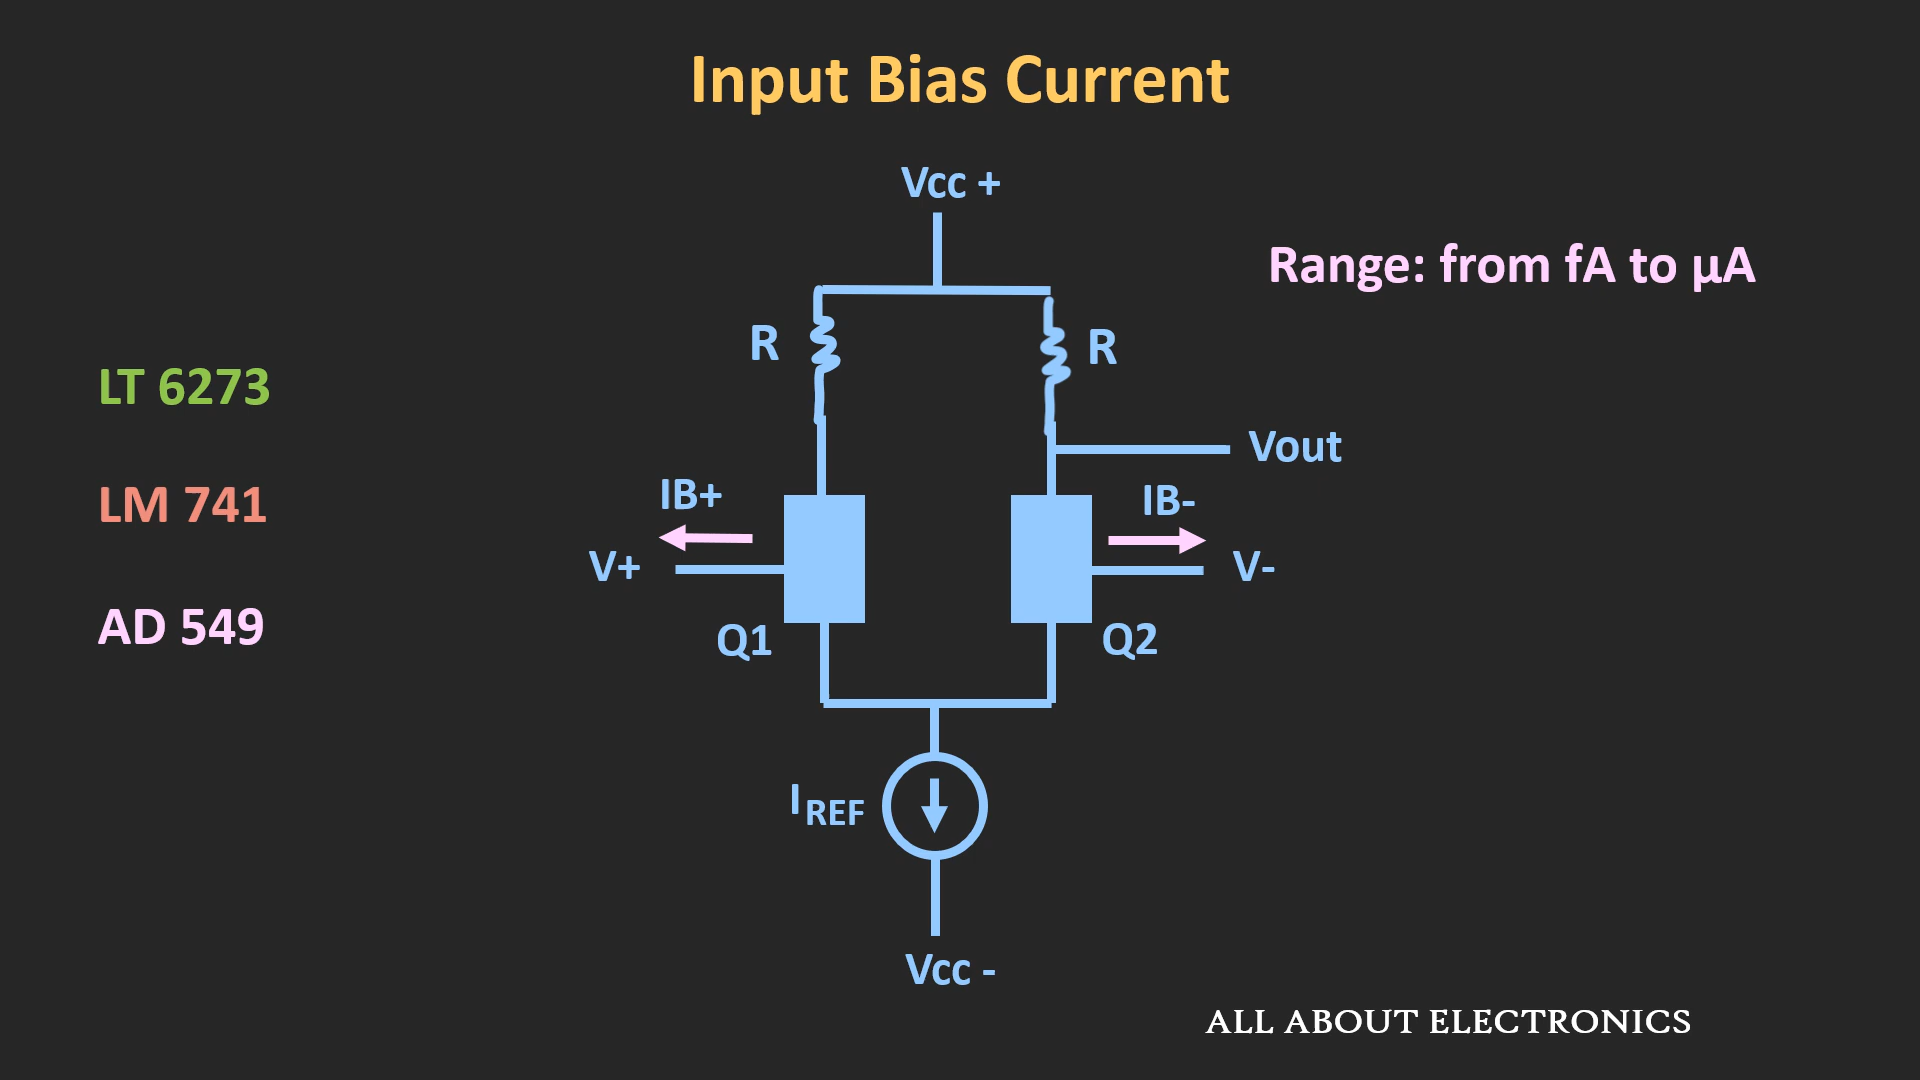 Input Bias Current
Vcc +
Range: from fA to µA
R
R
LT 6273
Vout
IB+
IB-
LM 741
V+
V-
AD 549
Q1
Q2
I REF
Vcc -
ALL ABOUT ELECTRONICS